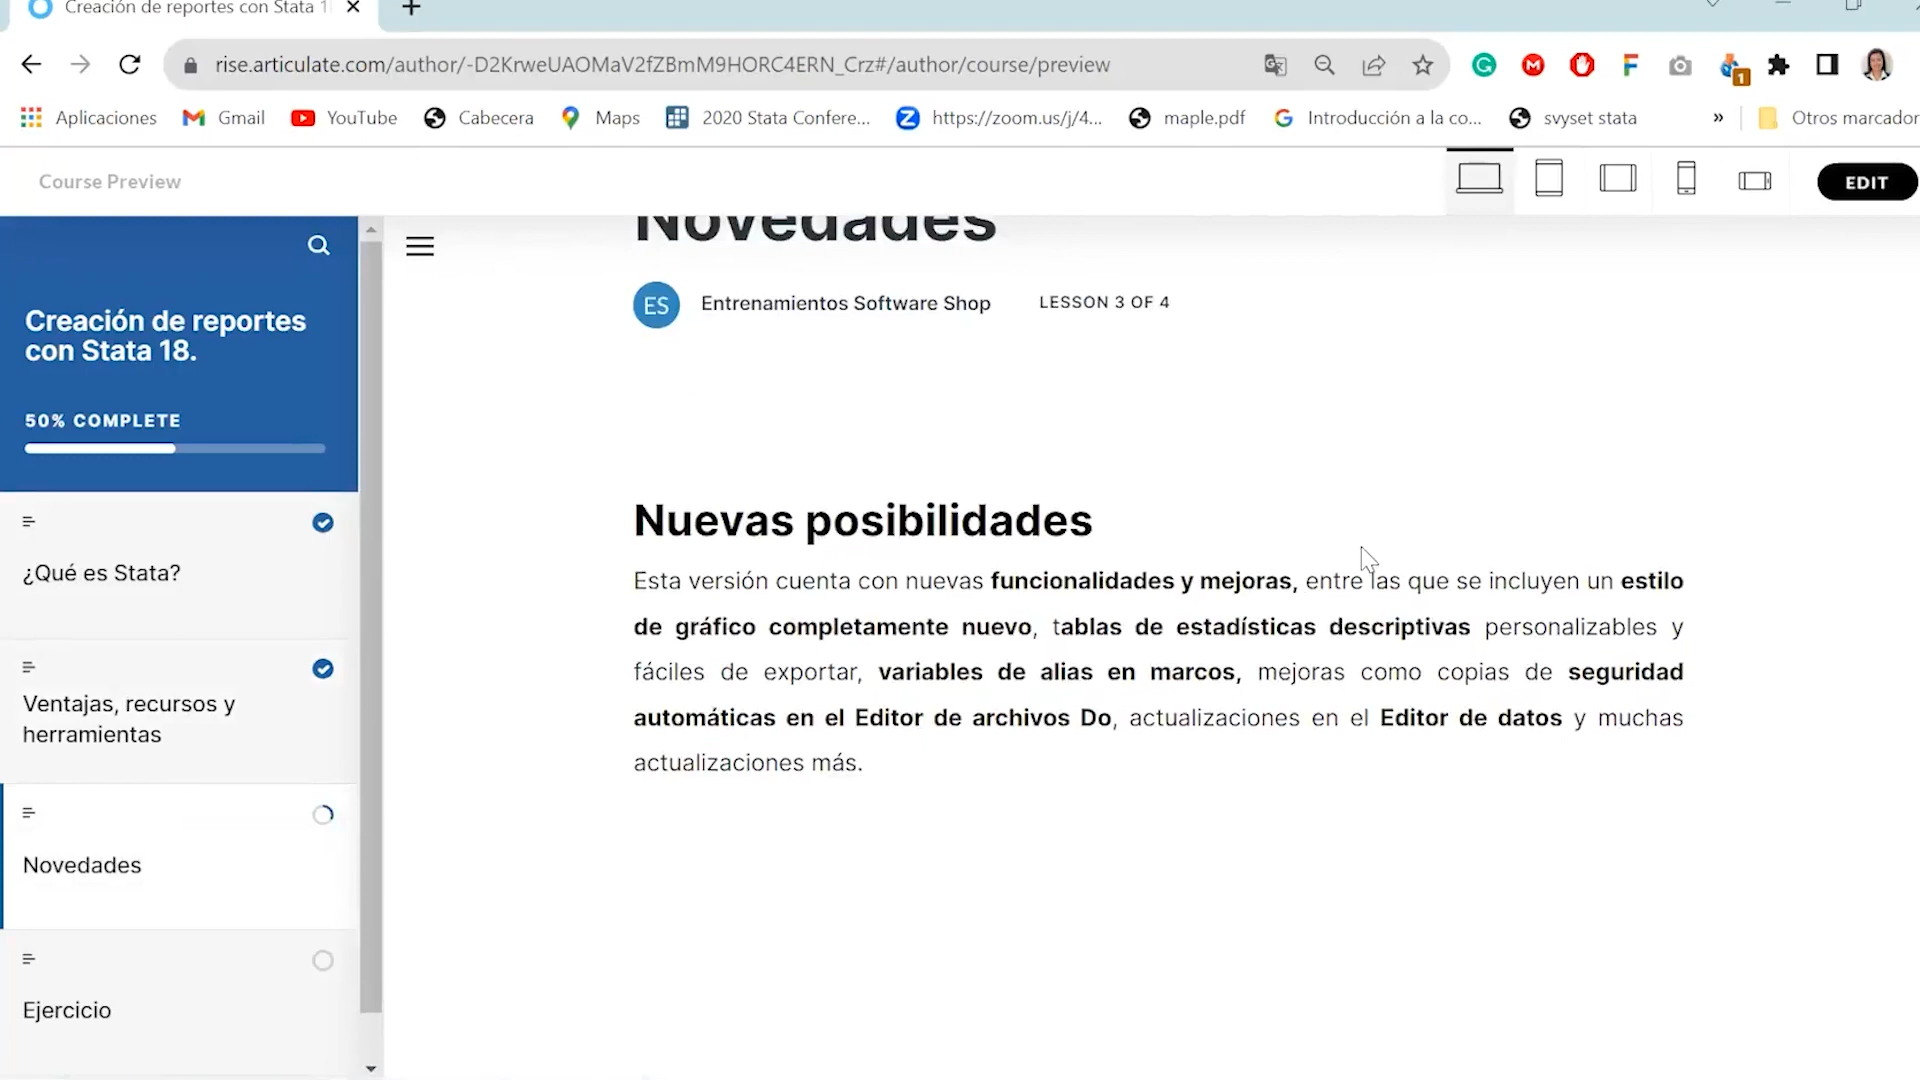 Creación de reportes con Stata 1
rise.articulate.com/author/-D2KrweUAOMaV2fZBmM9HORC4ERN_Crz#/author/course/preview
1
Aplicaciones Gmail YouTube Cabecera Maps 2020 Stata Confere... https://zoom.us/j/4... maple.pdf Introducción a la co... svyset stata » Otros marcador
Course Preview
EDIT
Novedades
ES Entrenamientos Software Shop LESSON 3 OF 4
Creación de reportes
con Stata 18.
50% COMPLETE
¿Qué es Stata?
Ventajas, recursos y
herramientas
Novedades
Ejercicio
Nuevas posibilidades
Esta versión cuenta con nuevas funcionalidades y mejoras, entre las que se incluyen un estilo
de gráfico completamente nuevo, tablas de estadísticas descriptivas personalizables y
fáciles de exportar, variables de alias en marcos, mejoras como copias de seguridad
automáticas en el Editor de archivos Do, actualizaciones en el Editor de datos y muchas
actualizaciones más.